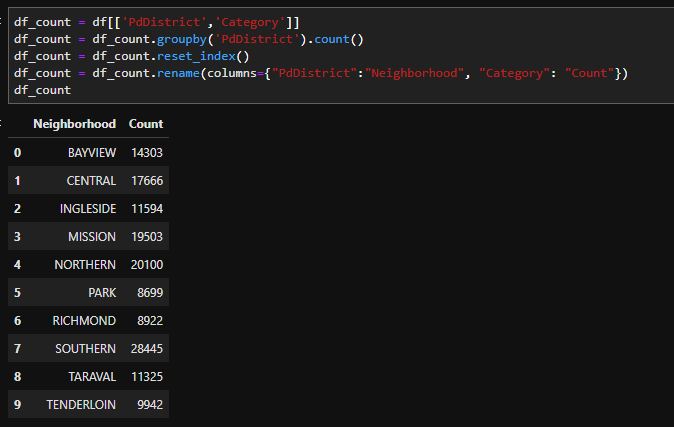 df_count = df[['PdDistrict','Category']]
df_count = df_count.groupby('PdDistrict').count()
df_count = df_count.reset_index()
df_count = df_count.rename(columns={"PdDistrict":"Neighborhood", "Category": "Count"})
df_count
Neighborhood Count
0 BAYVIEW 14303
1 CENTRAL 17666
2 INGLESIDE 11594
3 MISSION 19503
4 NORTHERN 20100
5 PARK 8699
6 RICHMOND 8922
7 SOUTHERN 28445
8 TARAVAL 11325
9 TENDERLOIN 9942